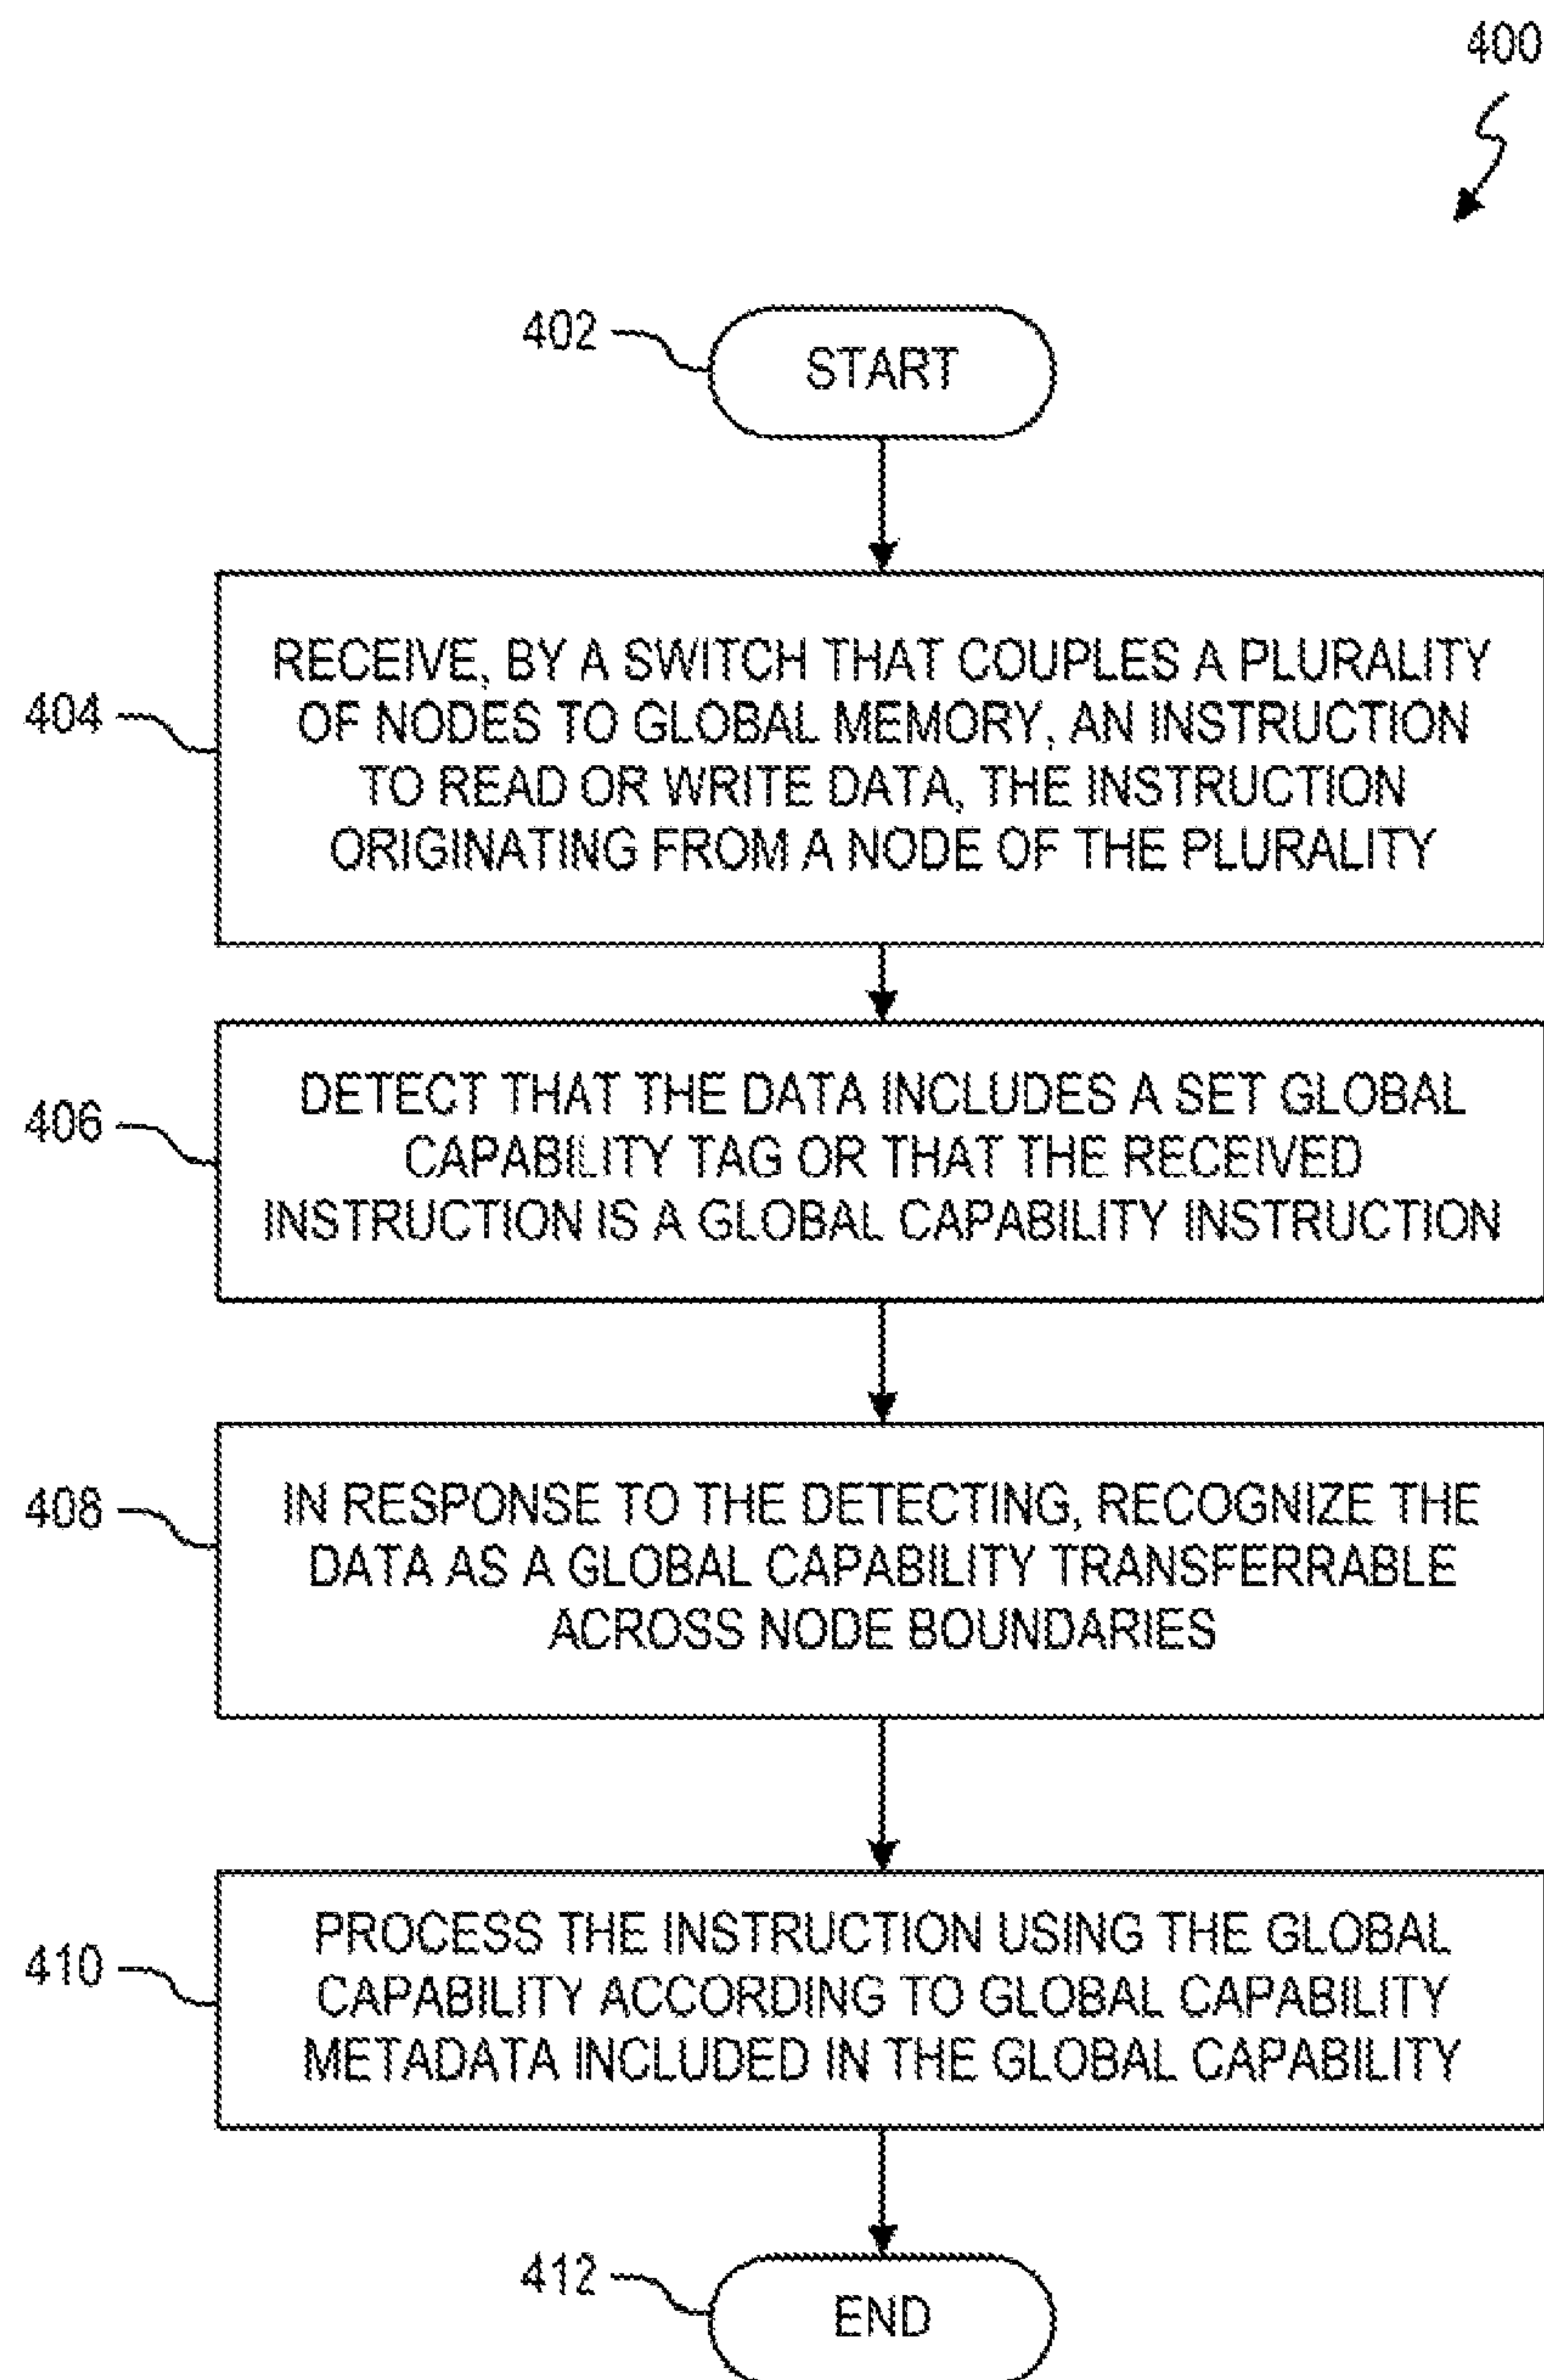 400
402
START
404
RECEIVE, BY A SWITCH THAT COUPLES A PLURALITY
OF NODES TO GLOBAL MEMORY, AN INSTRUCTION
TO READ OR WRITE DATA, THE INSTRUCTION
ORIGINATING FROM A NODE OF THE PLURALITY
406
DETECT THAT THE DATA INCLUDES A SET GLOBAL
CAPABILITY TAG OR THAT THE RECEIVED
INSTRUCTION IS A GLOBAL CAPABILITY INSTRUCTION
408
IN RESPONSE TO THE DETECTING, RECOGNIZE THE
DATA AS A GLOBAL CAPABILITY TRANSFERRABLE
ACROSS NODE BOUNDARIES
410
PROCESS THE INSTRUCTION USING THE GLOBAL
CAPABILITY ACCORDING TO GLOBAL CAPABILITY
METADATA INCLUDED IN THE GLOBAL CAPABILITY
412
END